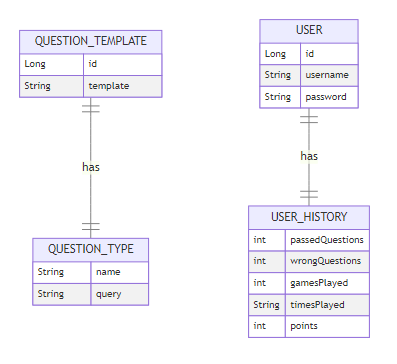 QUESTION_TEMPLATE
Long id
String template
has
QUESTION_TYPE
String name
String query
USER
Long id
String username
String password
has
USER_HISTORY
int passedQuestions
int wrongQuestions
int gamesPlayed
String timesPlayed
int points